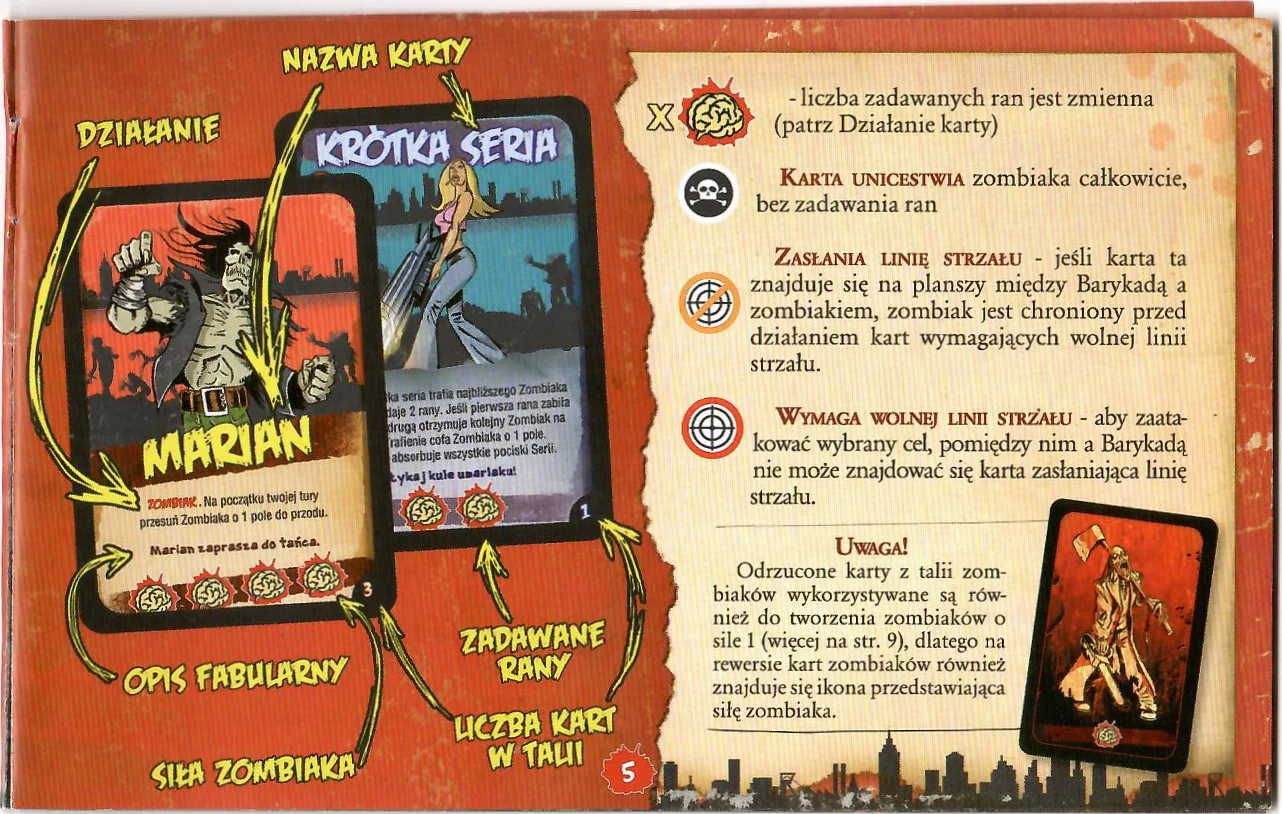 NAZWA KARTY
DZIAŁANIE
KRÓTKA SERIA
ka seria trafia najbliższego Zombiaka
daje 2 rany. Jeśli pierwsza rana zabiła
drugą otrzymuje kolejny Zombiak na
rafienie cofa Zombiaka o 1 pole.
absorbuje wszystkie pociski Serii.
tykaj kule umarlaku!
1
MARIAN
ZOMBIAK. Na początku twojej tury
przesuń Zombiaka o 1 pole do przodu.
Marian zaprasza do tańca.
3
OPIS FABULARNY
SIŁA ZOMBIAKA
ZADAWANE
RANY
LICZBA KART
W TALII
5
X
- liczba zadawanych ran jest zmienna
(patrz Działanie karty)
KARTA UNICESTWIA zombiaka całkowicie,
bez zadawania ran
ZASŁANIA LINIĘ STRZAŁU - jeśli karta ta
znajduje się na planszy między Barykadą a
zombiakiem, zombiak jest chroniony przed
działaniem kart wymagających wolnej linii
strzału.
WYMAGA WOLNEJ LINII STRZAŁU - aby zaata-
kować wybrany cel, pomiędzy nim a Barykadą
nie może znajdować się karta zasłaniająca linię
strzału.
UWAGA!
Odrzucone karty z talii zom-
biaków wykorzystywane są rów-
nież do tworzenia zombiaków o
sile 1 (więcej na str. 9), dlatego na
rewersie kart zombiaków również
znajduje się ikona przedstawiająca
siłę zombiaka.